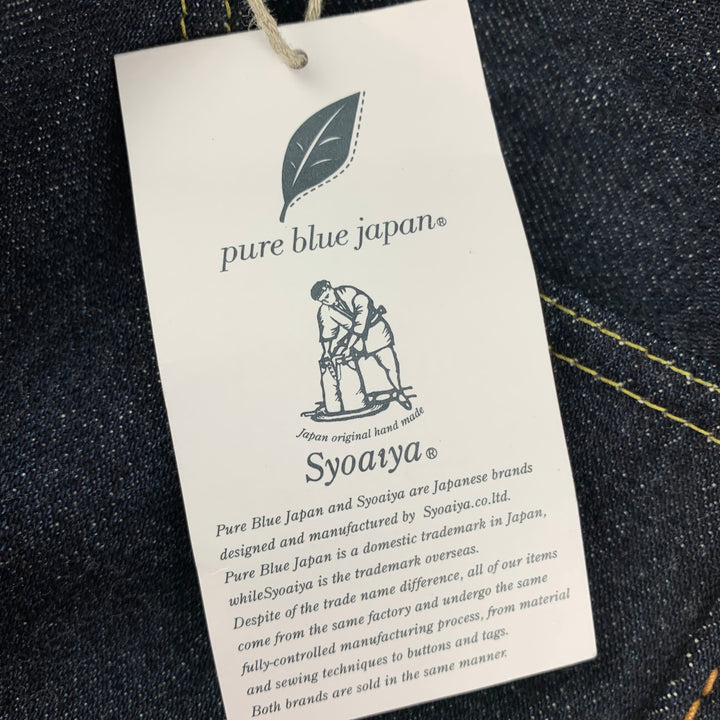 pure blue japan®
Japan original hand made
Syoaiya®
Pure Blue Japan and Syoaiya are Japanese brands
designed and manufactured by Syoaiya.co.ltd.
Pure Blue Japan is a domestic trademark in Japan,
whileSyoaiya is the trademark overseas.
Despite of the trade name difference, all of our items
come from the same factory and undergo the same
fully-controlled manufacturing process, from material
and sewing techniques to buttons and tags.
Both brands are sold in the same manner.